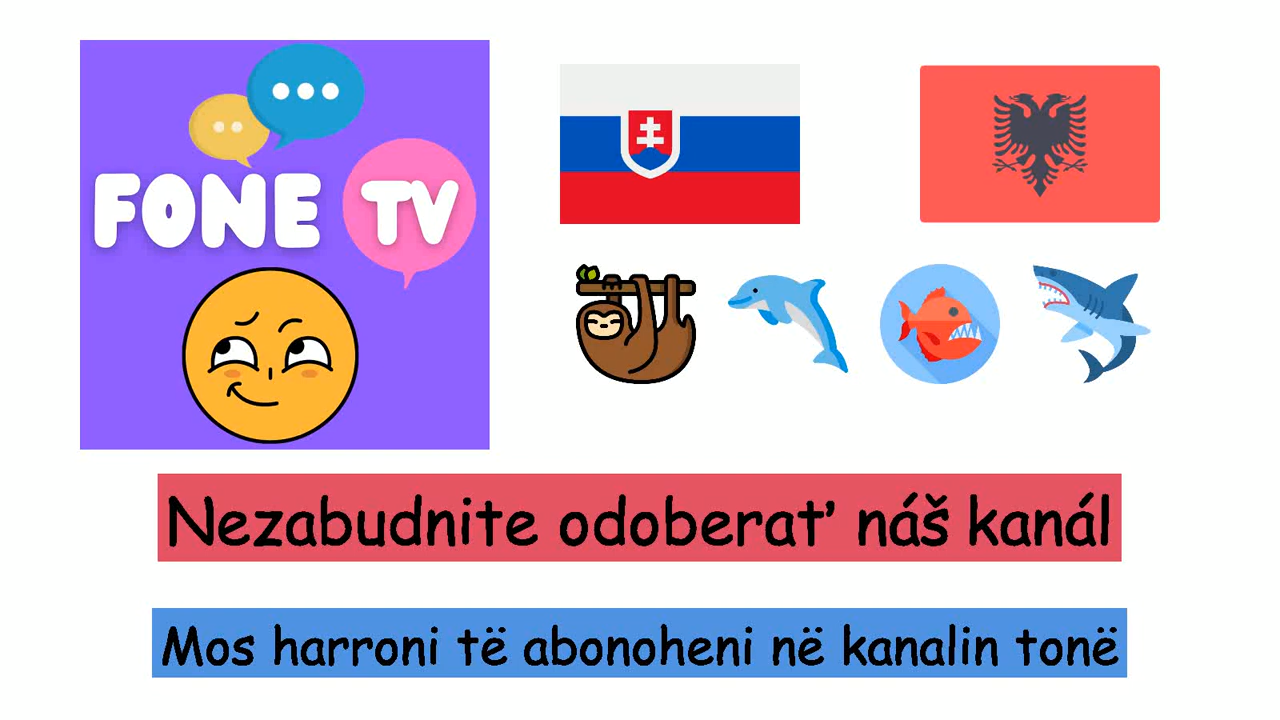 FONE TV
Nezabudnite odoberať náš kanál
Mos harroni të abonoheni në kanalin tonë